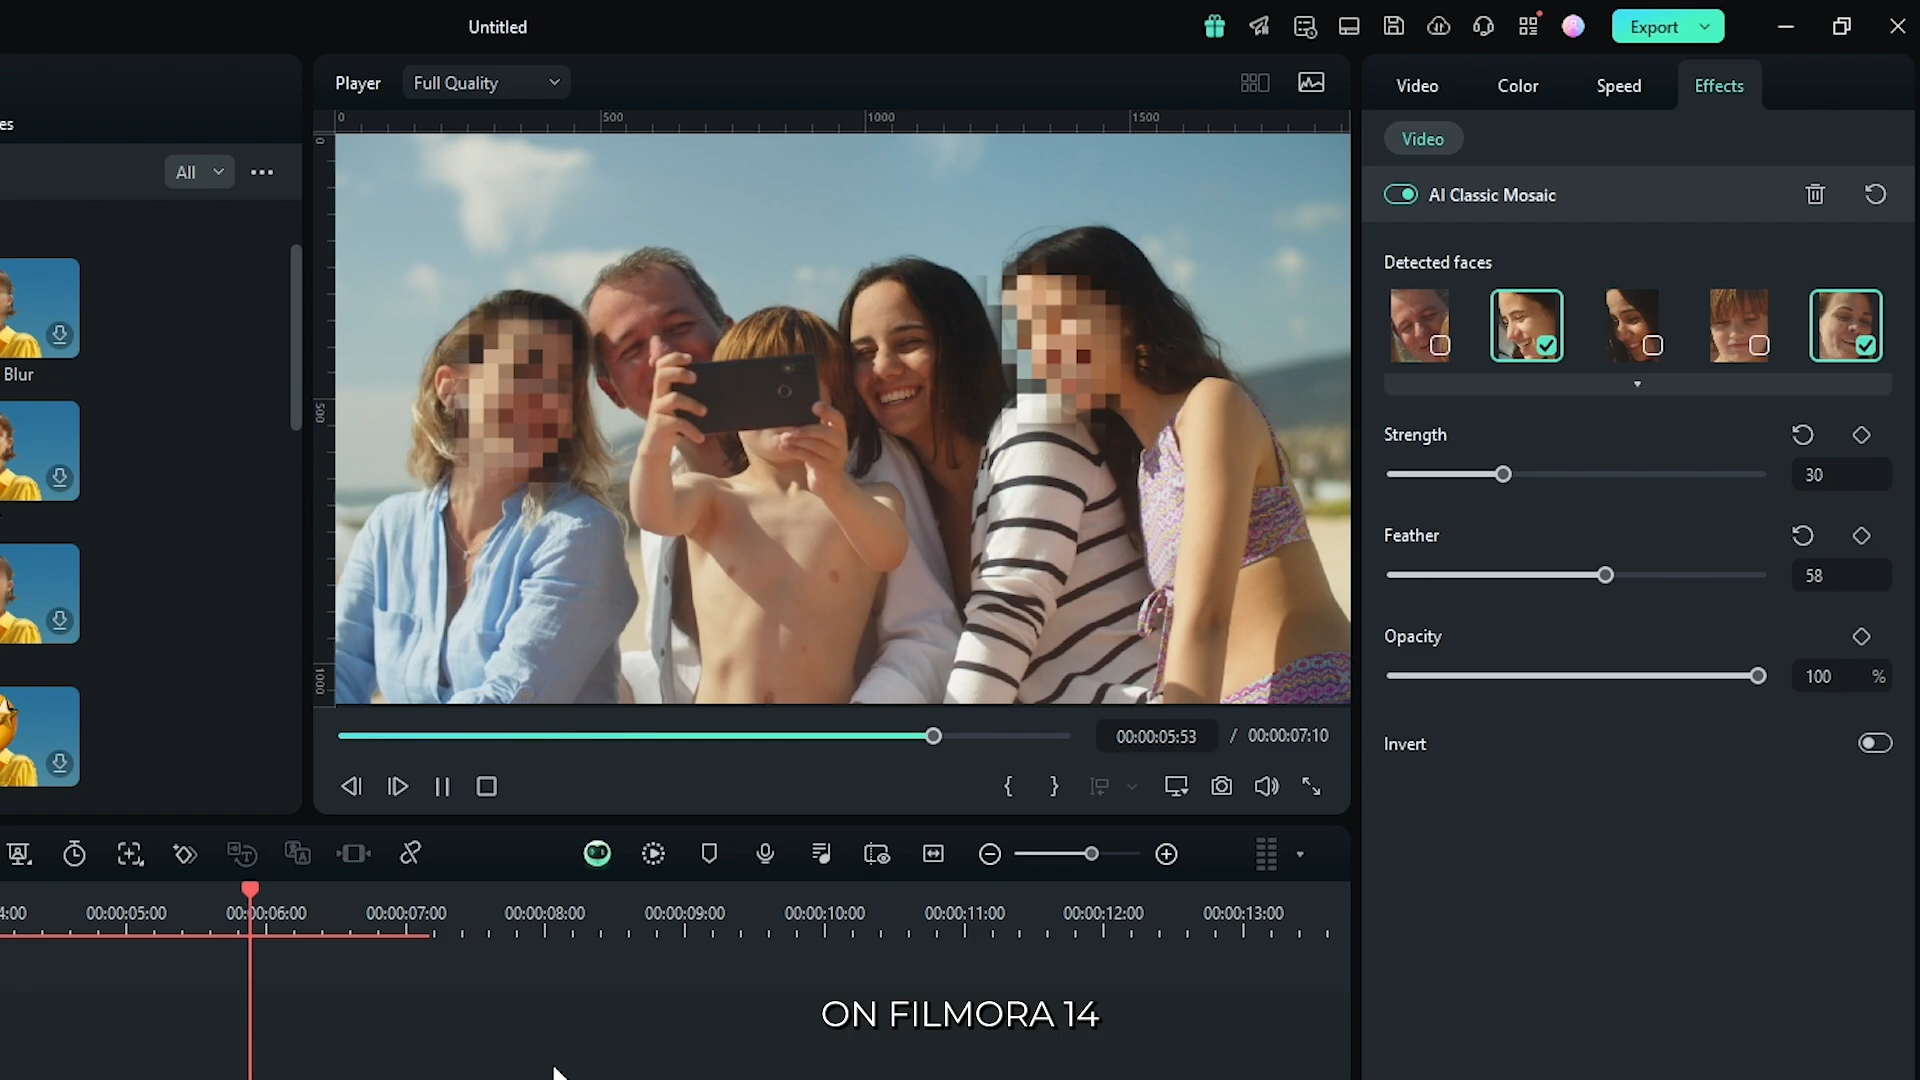 Untitled
Export
Player
Full Quality
0
500
1000
1500
0
500
1000
es
All
Blur
Video
Color
Speed
Effects
Video
AI Classic Mosaic
Detected faces
Strength
30
Feather
58
Opacity
100 %
Invert
00:00:05:53 / 00:00:07:10
4:00
00:00:05:00
00:00:06:00
00:00:07:00
00:00:08:00
00:00:09:00
00:00:10:00
00:00:11:00
00:00:12:00
00:00:13:00
ON FILMORA 14